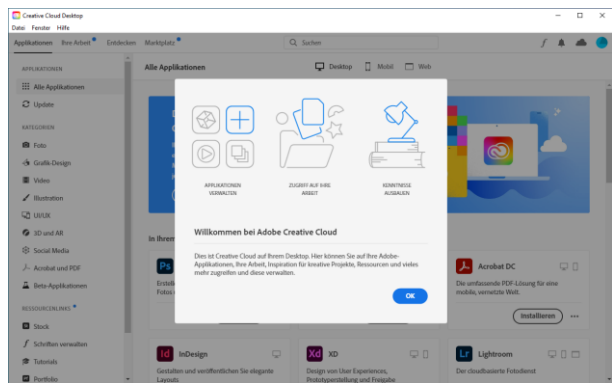 Creative Cloud Desktop
Datei Fenster Hilfe
Applikationen Ihre Arbeit Entdecken Marktplatz Suchen
APPLIKATIONEN
Alle Applikationen
Update
KATEGORIEN
Foto
Grafik-Design
Video
Illustration
UI/UX
3D und AR
Social Media
Acrobat und PDF
Beta-Applikationen
RESSOURCENLINKS
Stock
Schriften verwalten
Tutorials
Portfolio
Alle Applikationen Desktop Mobil Web
APPLIKATIONEN
VERWALTEN
ZUGRIFF AUF IHRE
ARBEIT
KENNTNISSE
AUSBAUEN
Willkommen bei Adobe Creative Cloud
Dies ist Creative Cloud auf Ihrem Desktop. Hier können Sie auf Ihre Adobe-
Applikationen, Ihre Arbeit, Inspiration für kreative Projekte, Ressourcen und vieles
mehr zugreifen und diese verwalten.
OK
In Ihrem
Ps
Fotos
Acrobat DC
Die umfassende PDF-Lösung für eine
mobile, vernetzte Welt.
Installieren
Id InDesign
Gestalten und veröffentlichen Sie elegante
Layouts
Xd XD
Design von User Experiences,
Prototyperstellung und Freigabe
Lr Lightroom
Der cloudbasierte Fotodienst